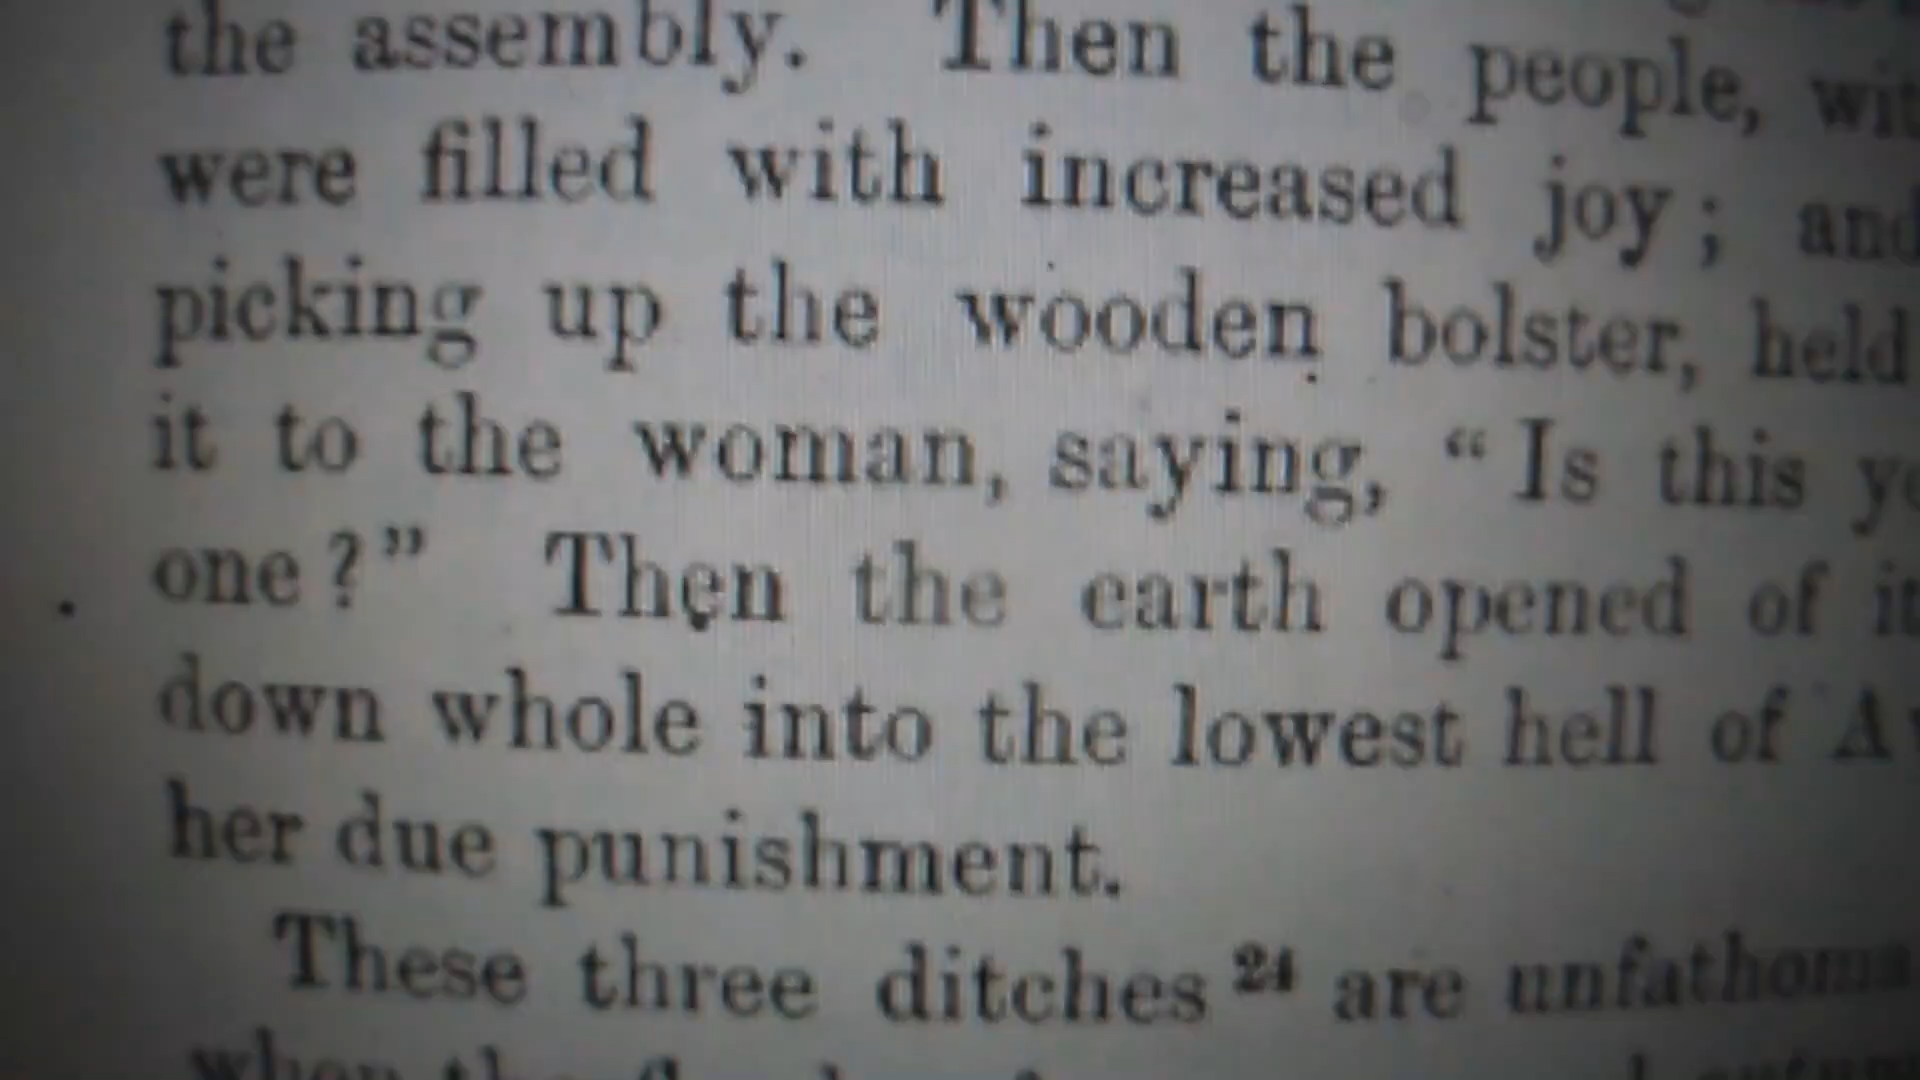 the assembly. Then the people,
were filled with increased joy; and
picking up the wooden bolster, held
it to the woman, saying, “Is this
one?” Then the earth opened of
down whole into the lowest hell of
her due punishment.
These three ditches 24 are